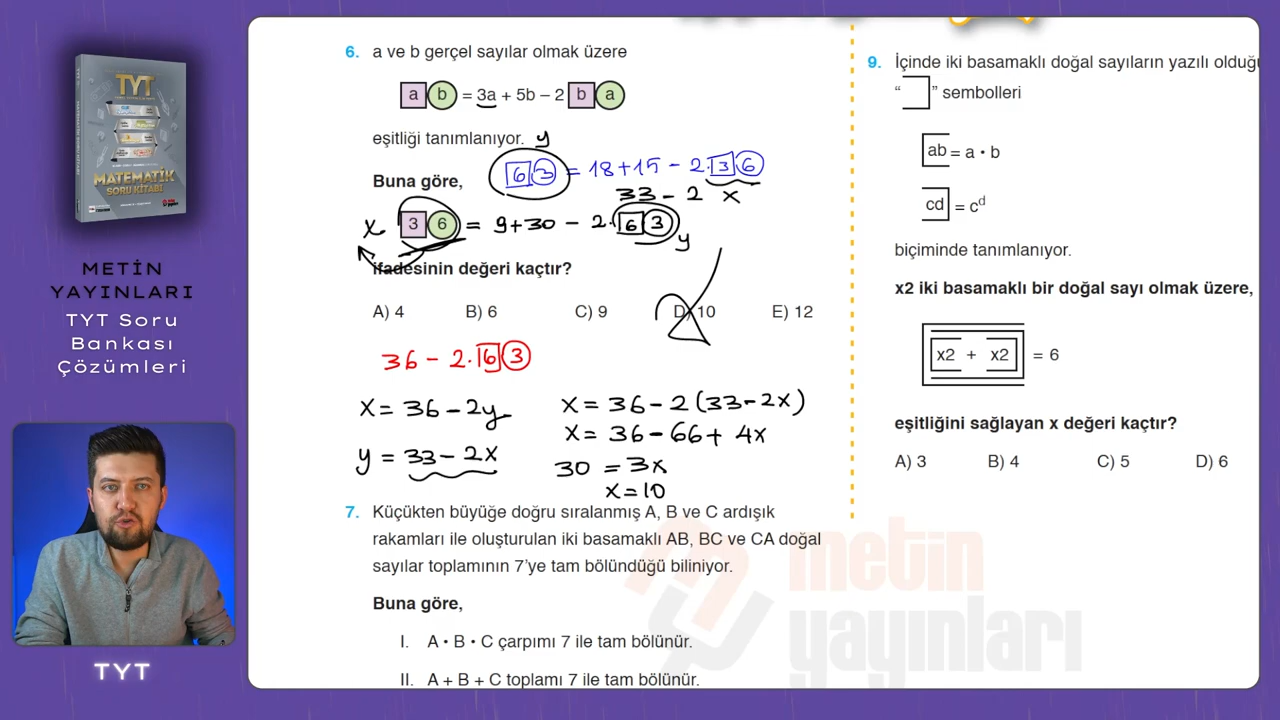 TYT
MATEMATİK
SORU KİTABI
METİN
YAYINLARI
TYT Soru
Bankası
Çözümleri
TYT
6. a ve b gerçel sayılar olmak üzere
a b = 3a + 5b – 2 b a
eşitliği tanımlanıyor. y
6 3 = 18+15 – 2. 3 6
Buna göre,
33 – 2 x
x 3 6 = 9+30 – 2. 6 3
y
ifadesinin değeri kaçtır?
A) 4 B) 6 C) 9 D) 10 E) 12
36 – 2. 6 3
x = 36 – 2y
y = 33 – 2x
x = 36 – 2 (33 – 2x)
x = 36 – 66 + 4x
30 = 3x
x = 10
7. Küçükten büyüğe doğru sıralanmış A, B ve C ardışık
rakamları ile oluşturulan iki basamaklı AB, BC ve CA doğal
sayılar toplamının 7'ye tam bölündüğü biliniyor.
Buna göre,
I. A • B • C çarpımı 7 ile tam bölünür.
II. A + B + C toplamı 7 ile tam bölünür.
9. İçinde iki basamaklı doğal sayıların yazılı olduğu
“ ” sembolleri
ab = a • b
cd = c^d
biçiminde tanımlanıyor.
x2 iki basamaklı bir doğal sayı olmak üzere,
x2 + x2 = 6
eşitliğini sağlayan x değeri kaçtır?
A) 3 B) 4 C) 5 D) 6
metin
yayınları